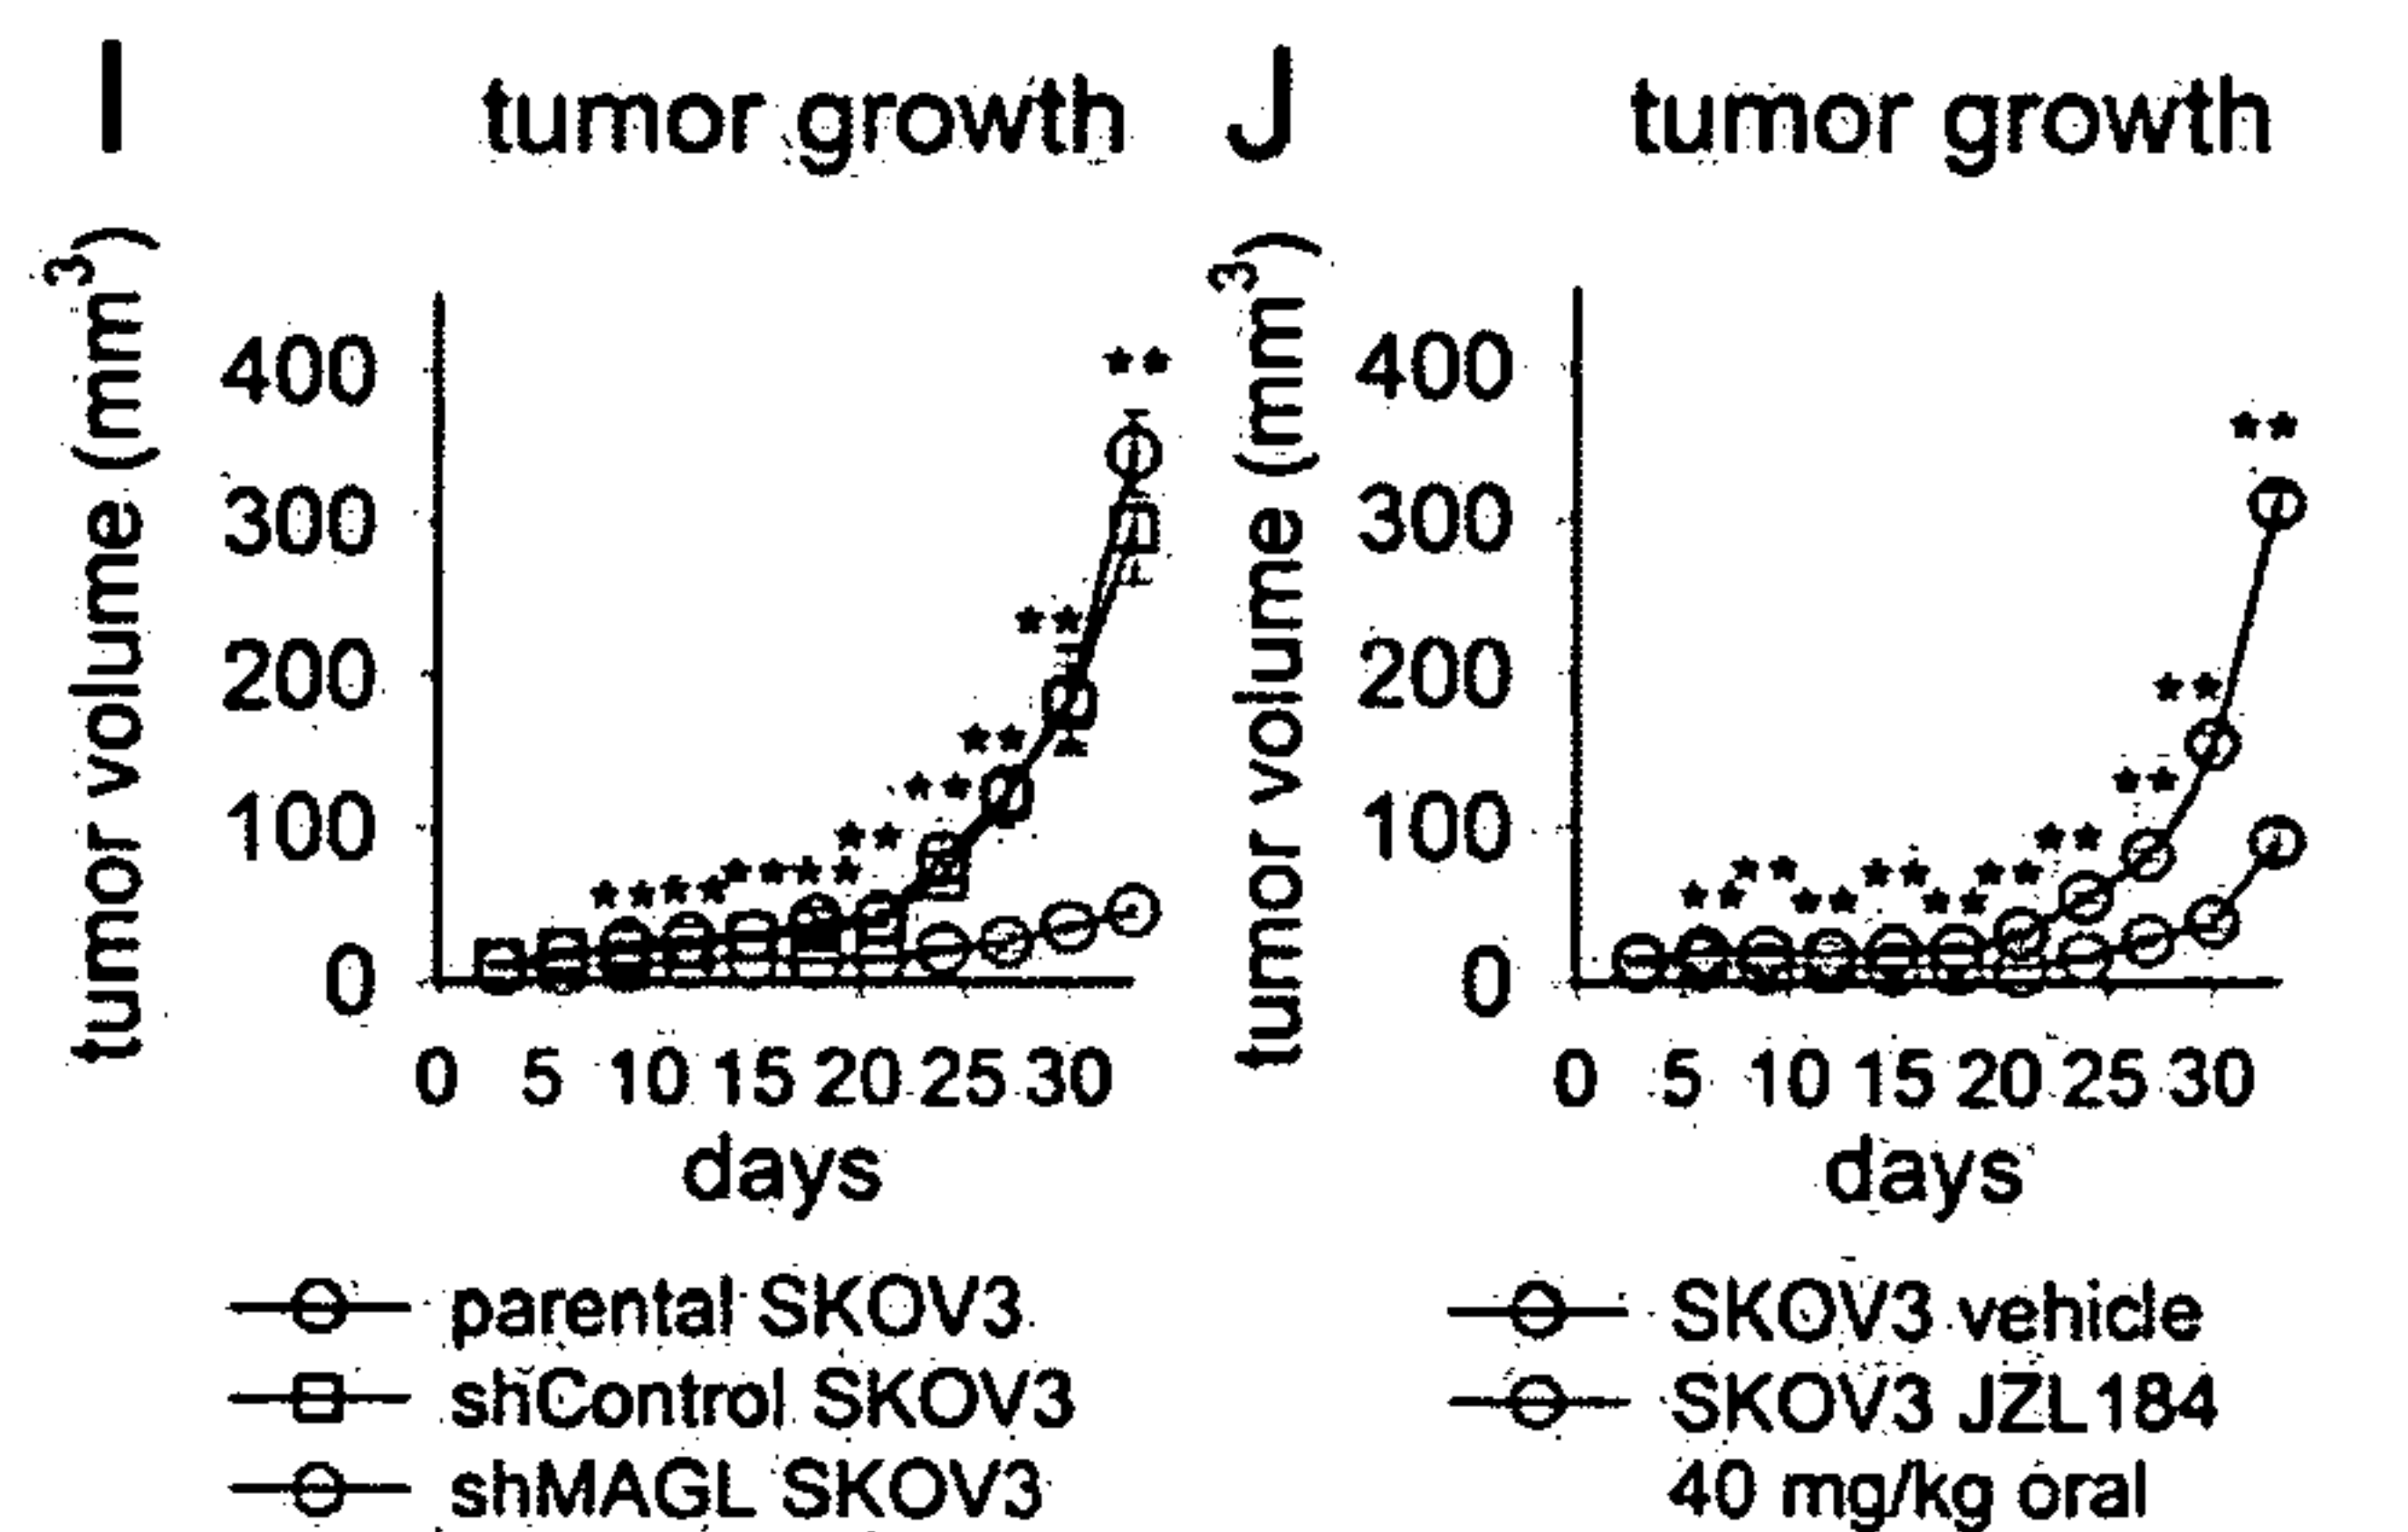 I tumor growth
tumor volume (mm³)
400
300
200
100
0
** ** ** ** ** ** ** ** **
0 5 10 15 20 25 30
days
parental SKOV3
shControl SKOV3
shMAGL SKOV3
J tumor growth
tumor volume (mm³)
400
300
200
100
0
** ** ** ** ** ** ** ** ** **
0 5 10 15 20 25 30
days
SKOV3 vehicle
SKOV3 JZL184
40 mg/kg oral